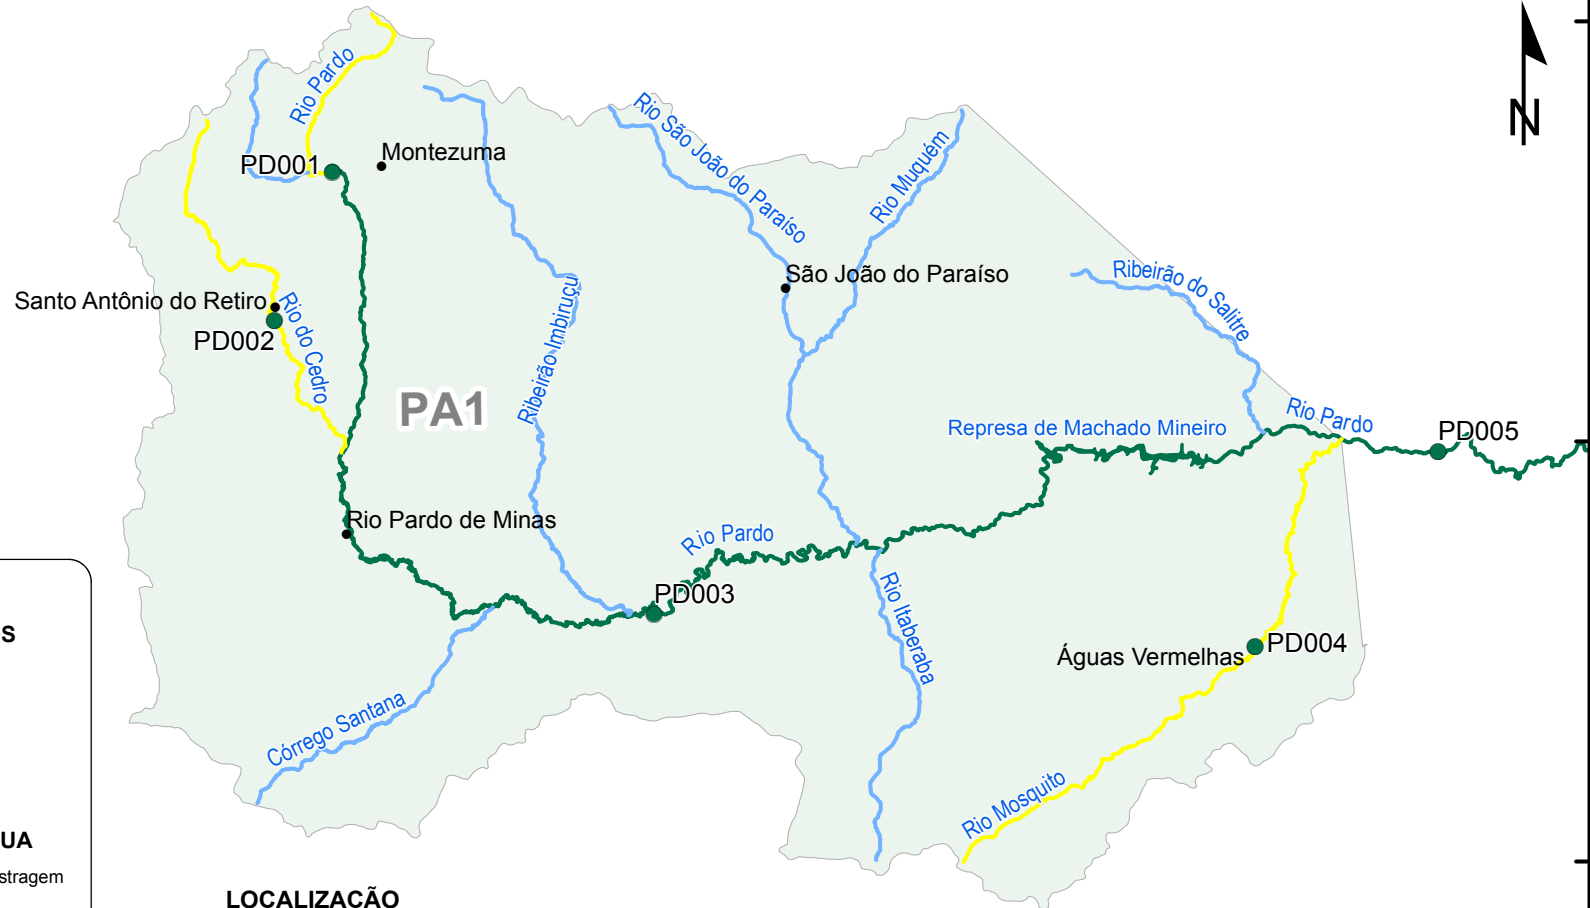 Rio Pardo
N
Rio São João do Paraíso
Rio Muquém
PD001
Montezuma
Ribeirão do Salitre
São João do Paraíso
Santo Antônio do Retiro
Rio do Cedro
PD002
Ribeirão Imbiruçu
PA1
Rio Pardo
Represa de Machado Mineiro
PD005
Rio Pardo de Minas
Rio Pardo
PD003
Rio Itaberaba
PD004
Águas Vermelhas
Córrego Santana
Rio Mosquito
S
UA
stragem
LOCALIZAÇÃO